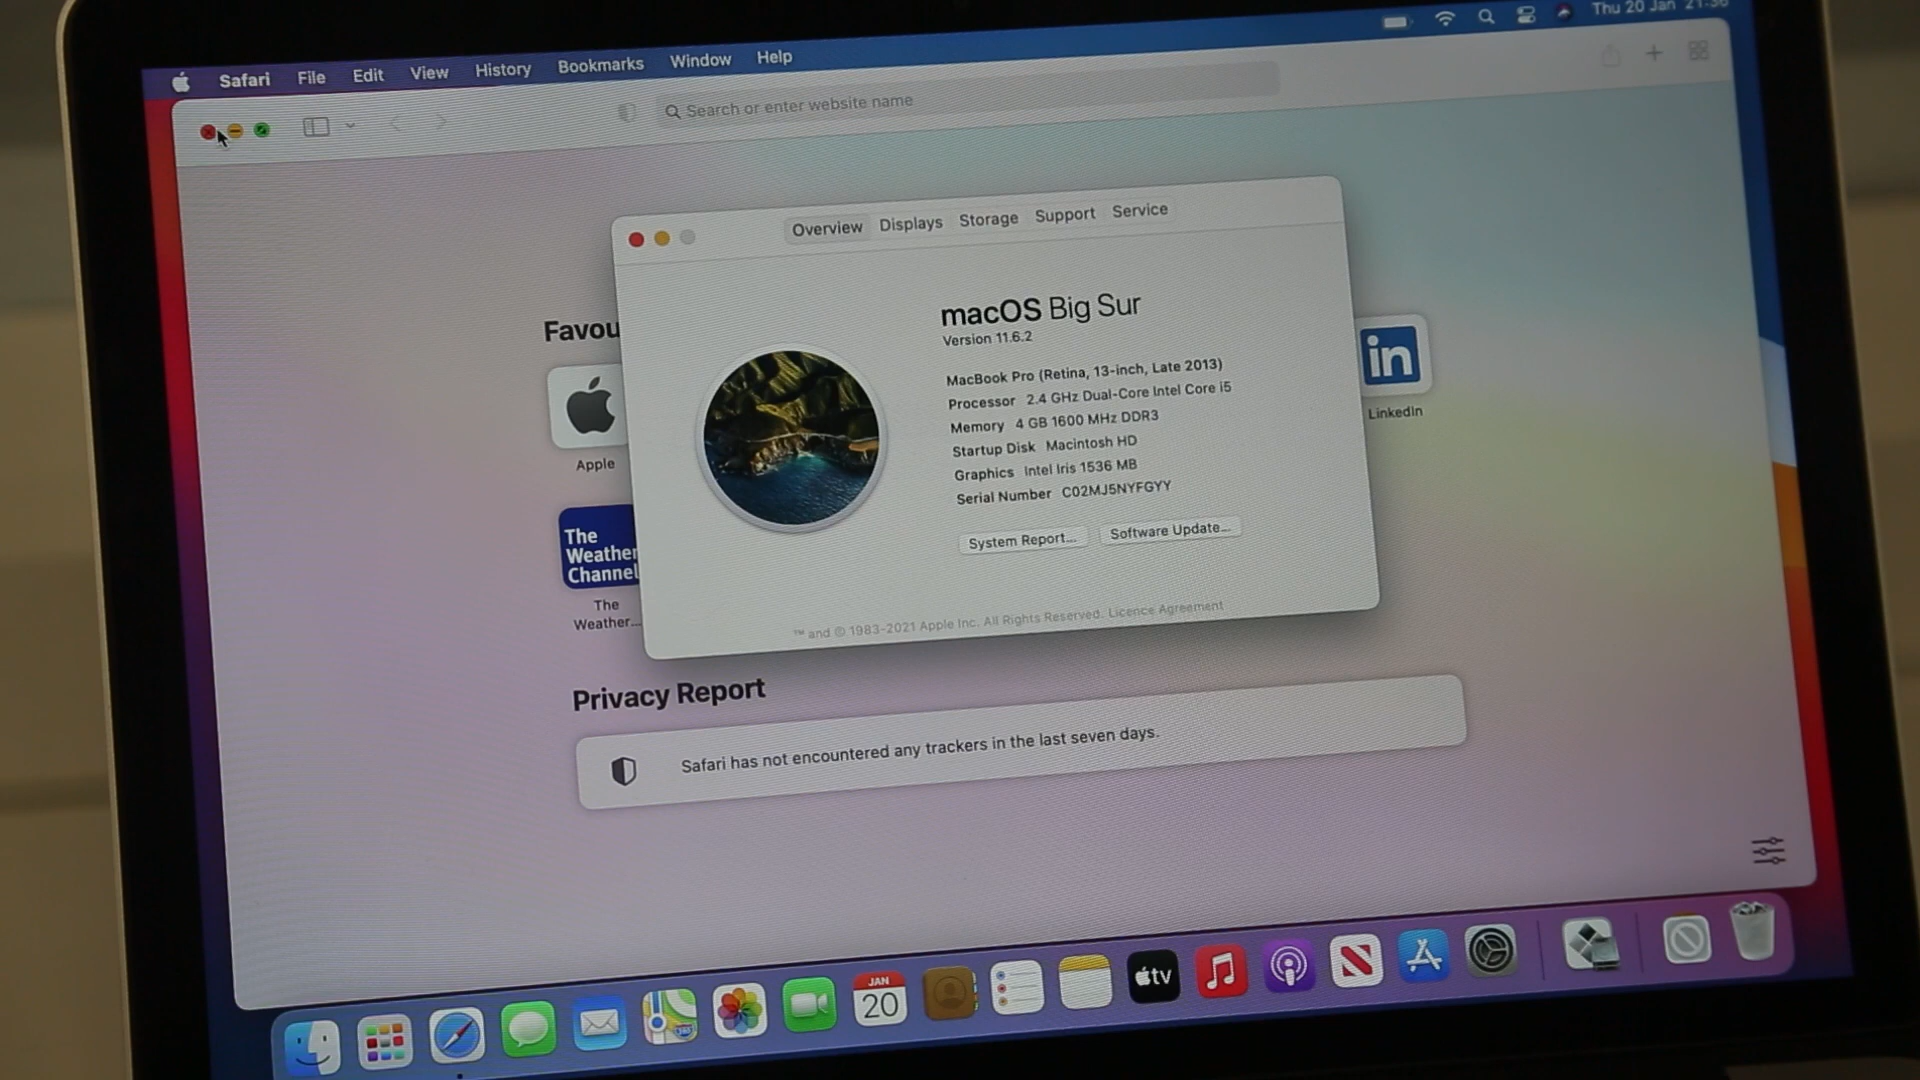 Safari File Edit View History Bookmarks Window Help
Thu 20 Jan 21:36
Search or enter website name
Overview Displays Storage Support Service
macOS Big Sur
Version 11.6.2
MacBook Pro (Retina, 13-inch, Late 2013)
Processor 2.4 GHz Dual-Core Intel Core i5
Memory 4 GB 1600 MHz DDR3
Startup Disk Macintosh HD
Graphics Intel Iris 1536 MB
Serial Number C02MJ5NYFGYY
System Report... Software Update...
™ and © 1983-2021 Apple Inc. All Rights Reserved. Licence Agreement
Favou
Apple
in
LinkedIn
The
Weather
Channel
The
Weather...
Privacy Report
Safari has not encountered any trackers in the last seven days.
JAN
20
tv